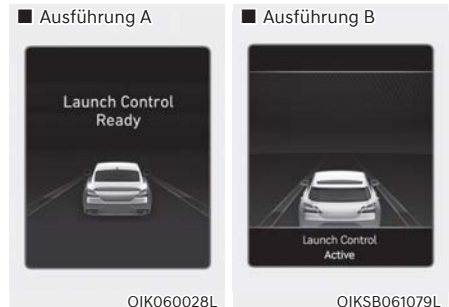 ■ Ausführung A
Launch Control
Ready
OIK060028L
■ Ausführung B
Launch Control
Active
OIKSB061079L